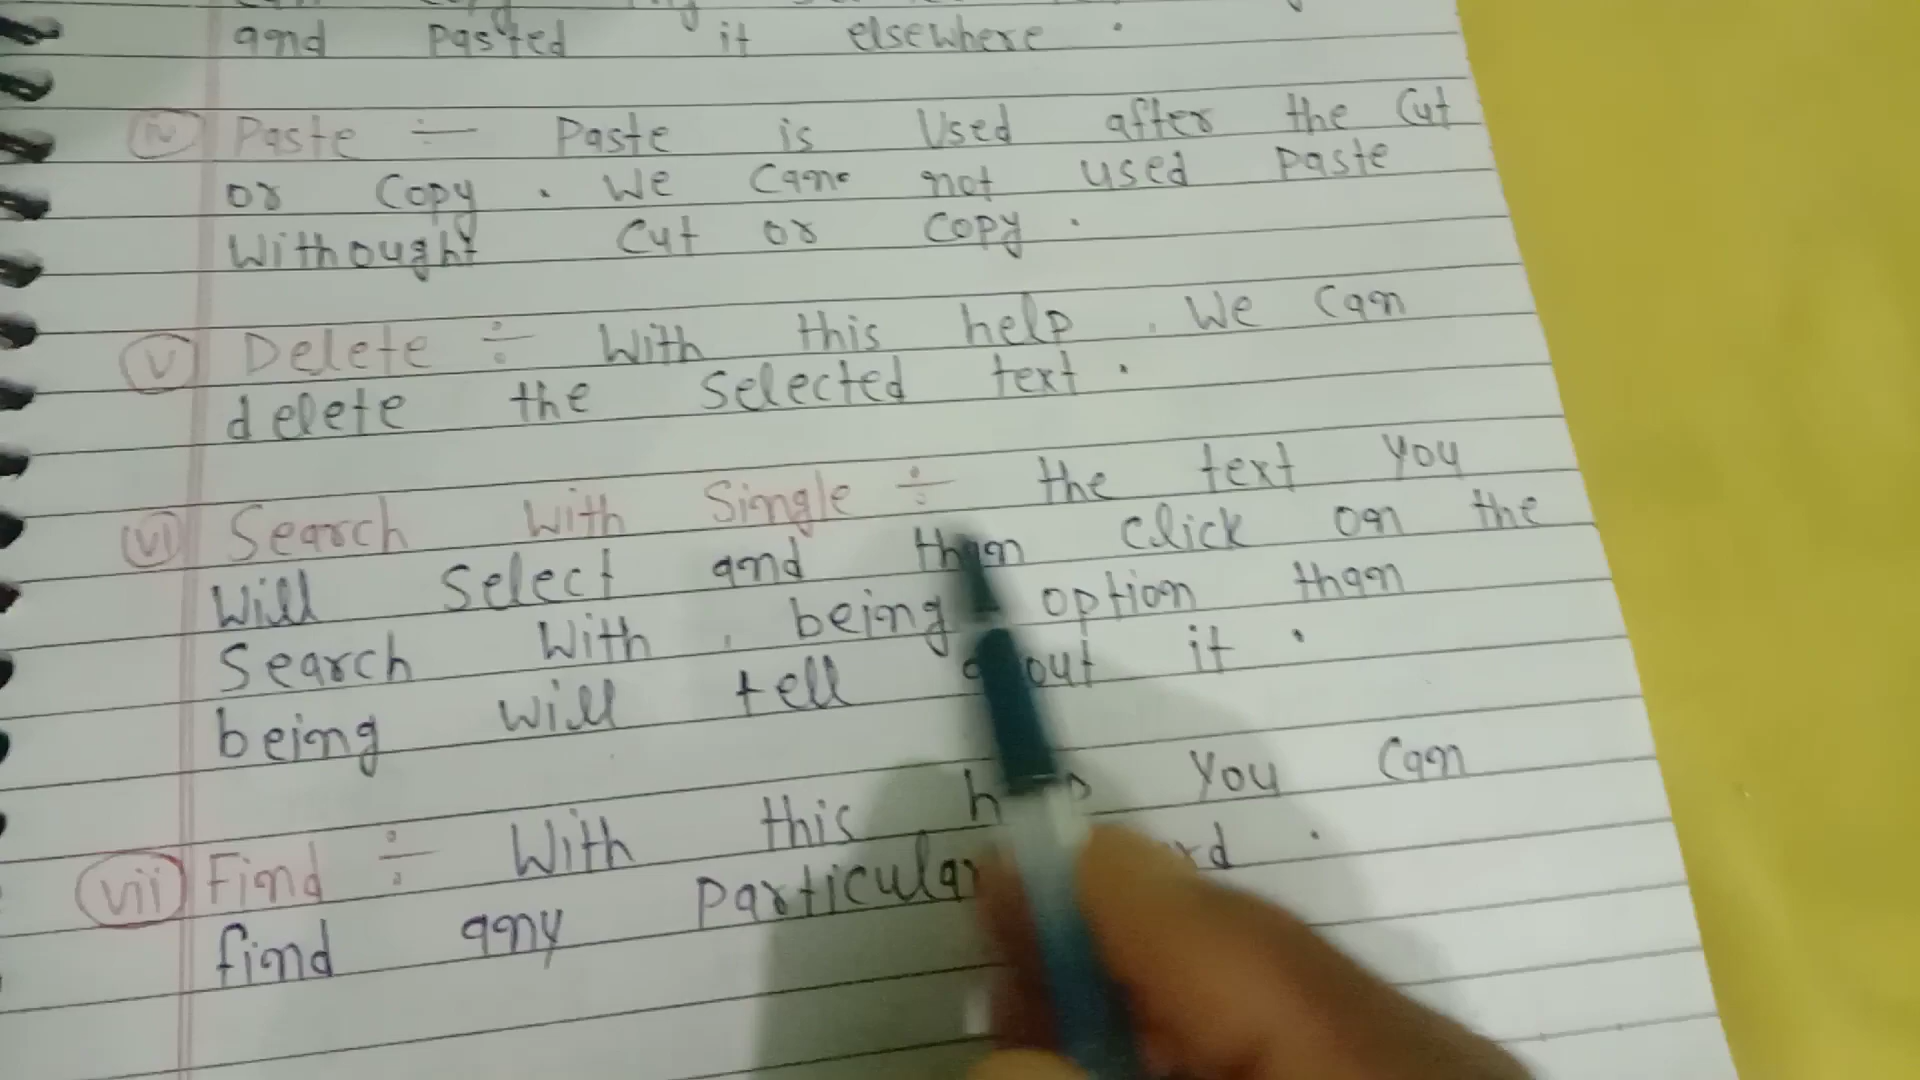 and pasted it elsewhere .
(iv) Paste ÷ Paste is Used after the Cut
or Copy . We Cane not used paste
Withought Cut or Copy .
(v) Delete ÷ With this help . We Can
delete the Selected text .
(vi) Search With Single ÷ the text you
Will Select and than click on the
Search With . being option than
being Will tell about it .
(vii) Find ÷ With this help you Can
find any Particular